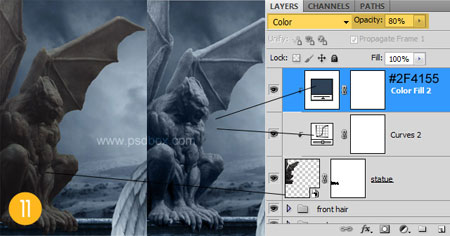 LAYERS CHANNELS PATHS
Color Opacity: 80%
Unify: Propagate Frame 1
Lock: Fill: 100%
#2F4155
Color Fill 2
www.psdbox.com
Curves 2
statue
11
front hair
fx